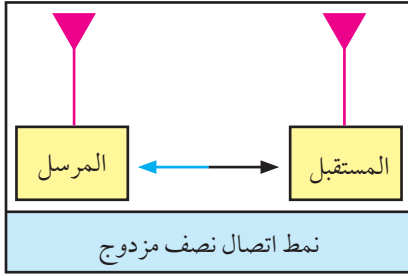 المرسل
المستقبل
نمط اتصال نصف مزدوج